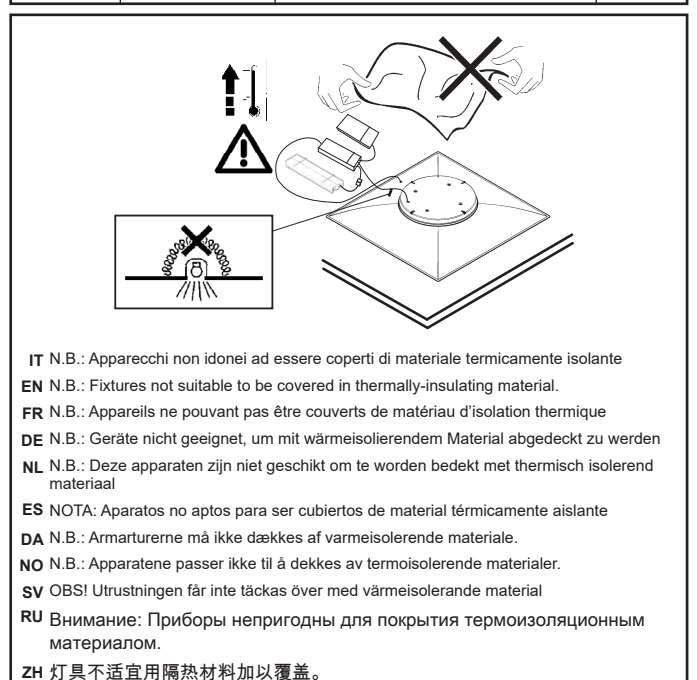 IT N.B.: Apparecchi non idonei ad essere coperti di materiale termicamente isolante
EN N.B.: Fixtures not suitable to be covered in thermally-insulating material.
FR N.B.: Appareils ne pouvant pas être couverts de matériau d'isolation thermique
DE N.B.: Geräte nicht geeignet, um mit wärmeisolierendem Material abgedeckt zu werden
NL N.B.: Deze apparaten zijn niet geschikt om te worden bedekt met thermisch isolerend
materiaal
ES NOTA: Aparatos no aptos para ser cubiertos de material térmicamente aislante
DA N.B.: Armarturerne må ikke dækkes af varmeisolerende materiale.
NO N.B.: Apparatene passer ikke til å dekkes av termoisolerende materialer.
SV OBS! Utrustningen får inte täckas över med värmeisolerande material
RU Внимание: Приборы непригодны для покрытия термоизоляционным
материалом.
ZH 灯具不适宜用隔热材料加以覆盖。